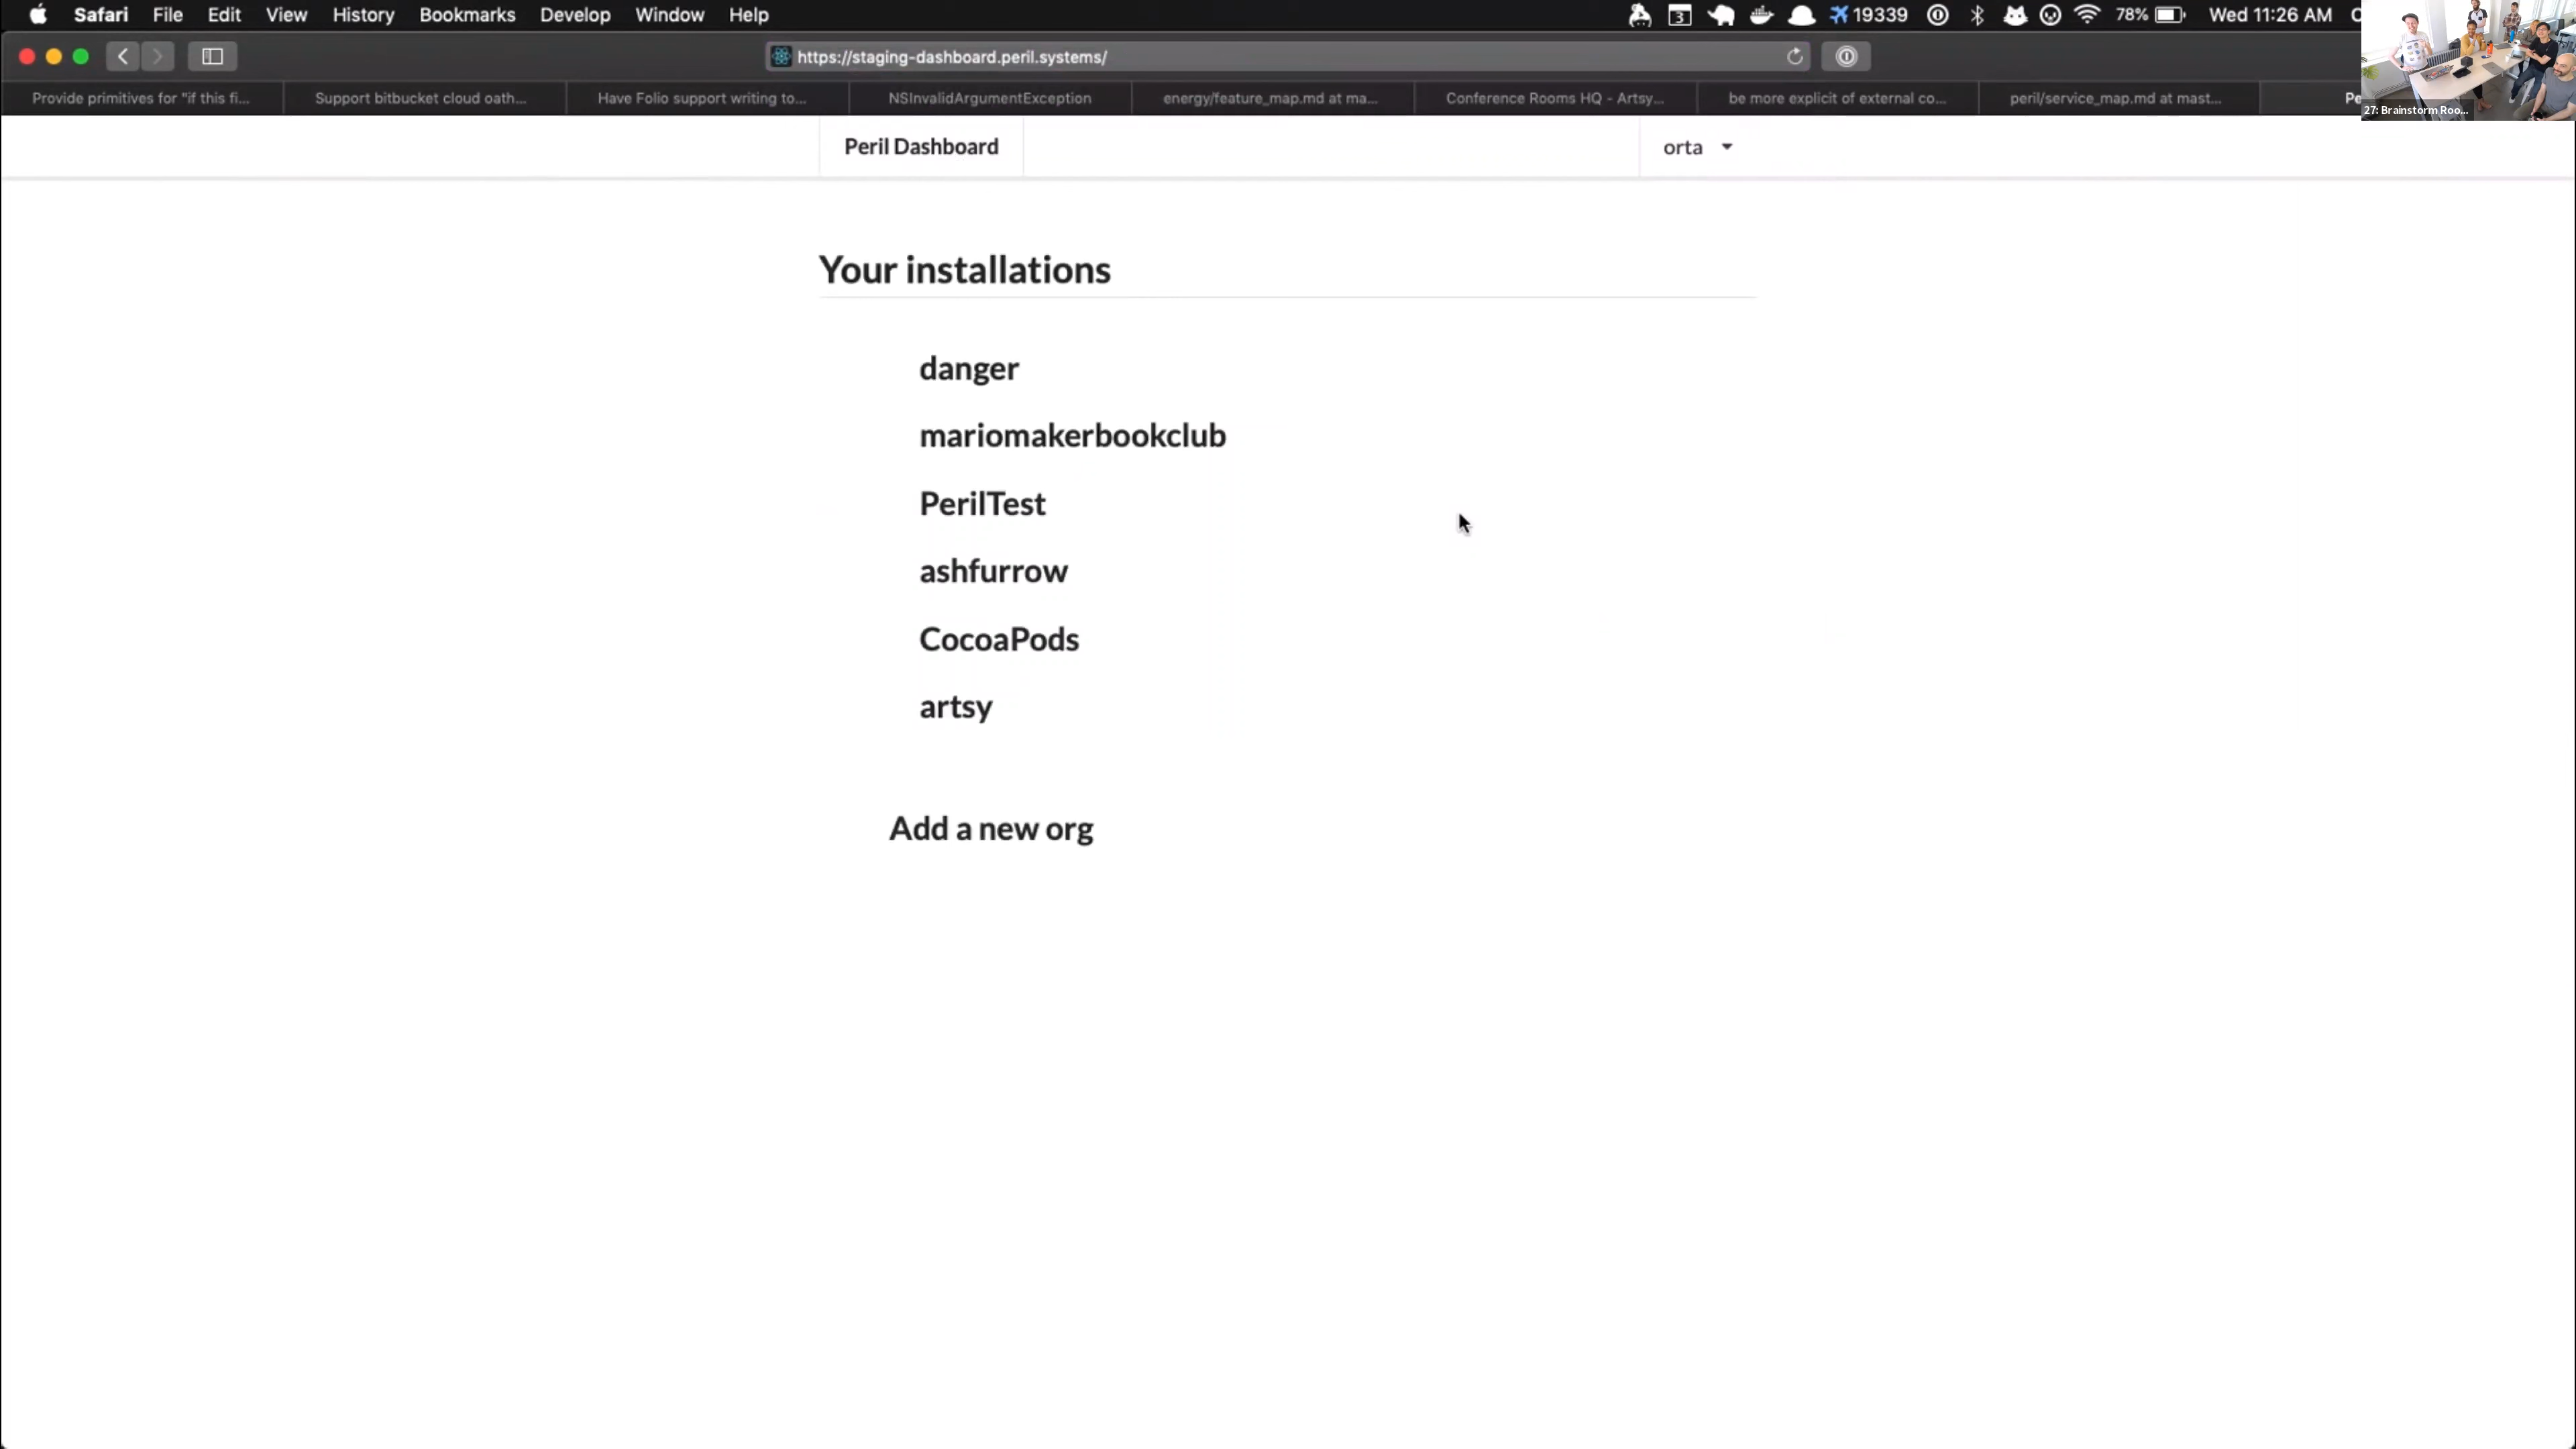 Safari File Edit View History Bookmarks Develop Window Help 3 19339 78% Wed 11:26 AM
https://staging-dashboard.peril.systems/
Provide primitives for "if this fi... Support bitbucket cloud oath... Have Folio support writing to... NSInvalidArgumentException energy/feature_map.md at ma... Conference Rooms HQ - Artsy... be more explicit of external co... peril/service_map.md at mast... Pe
27: Brainstorm Roo...
Peril Dashboard orta
Your installations
danger
mariomakerbookclub
PerilTest
ashfurrow
CocoaPods
artsy
Add a new org